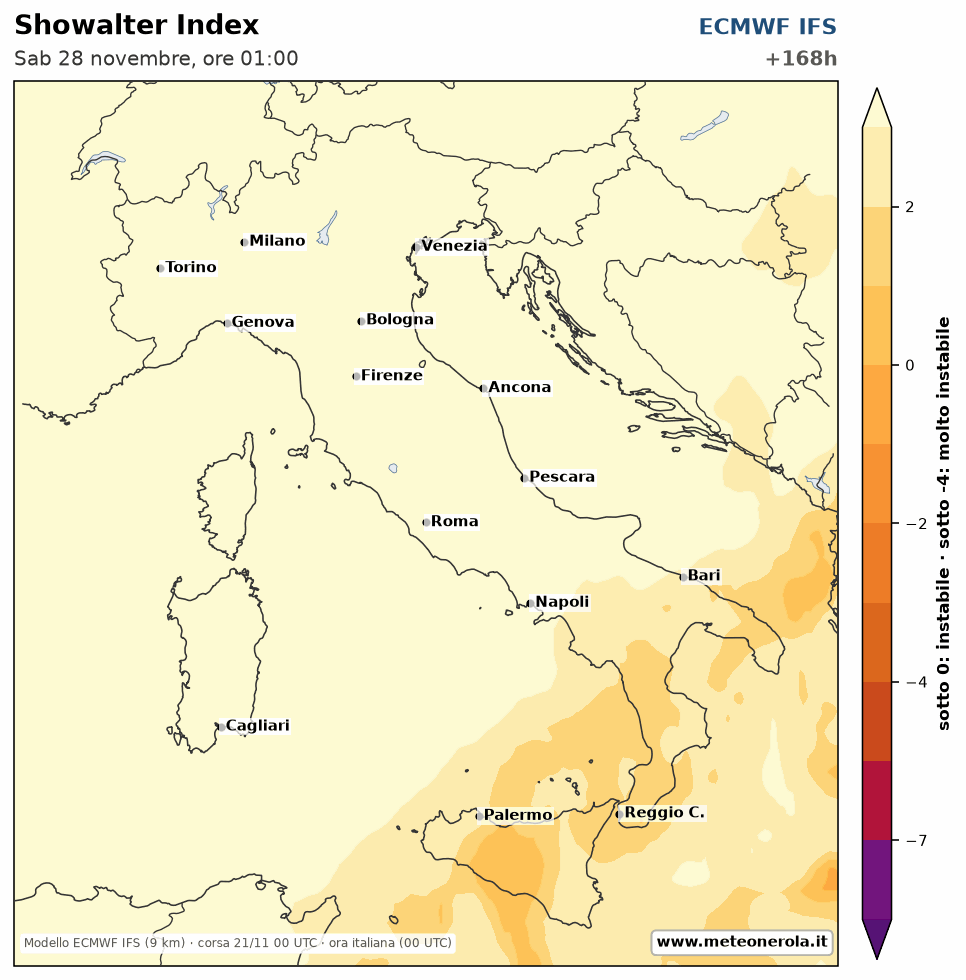 Showalter Index
ECMWF IFS
Sab 28 novembre, ore 01:00
+168h
Milano
Venezia
Torino
Genova
Bologna
Firenze
Ancona
Pescara
Roma
Bari
Napoli
Cagliari
Palermo
Reggio C.
2
0
−2
−4
−7
sotto 0: instabile · sotto -4: molto instabile
Modello ECMWF IFS (9 km) · corsa 21/11 00 UTC · ora italiana (00 UTC)
www.meteonerola.it